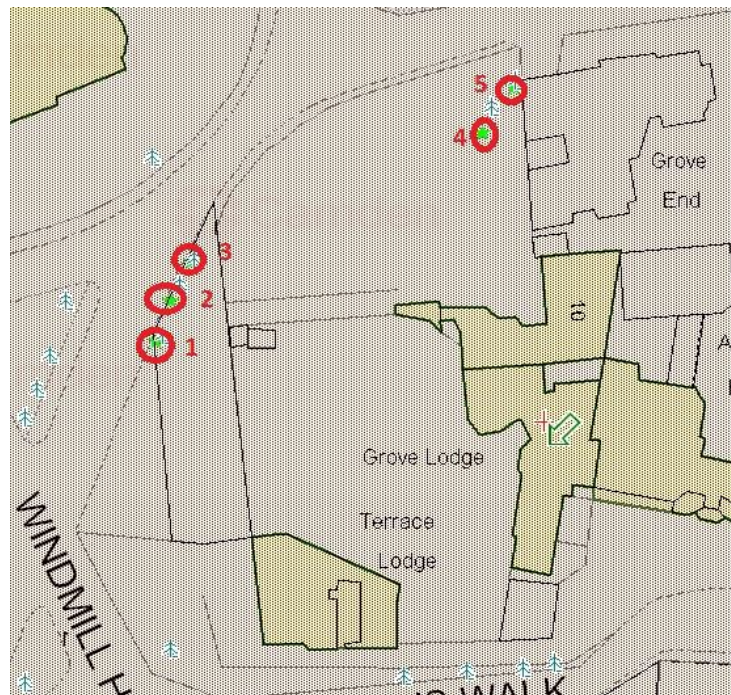 5
4
Grove
End
3
2
10
1
A
Grove Lodge
Terrace
Lodge
WINDMILL H
WALK